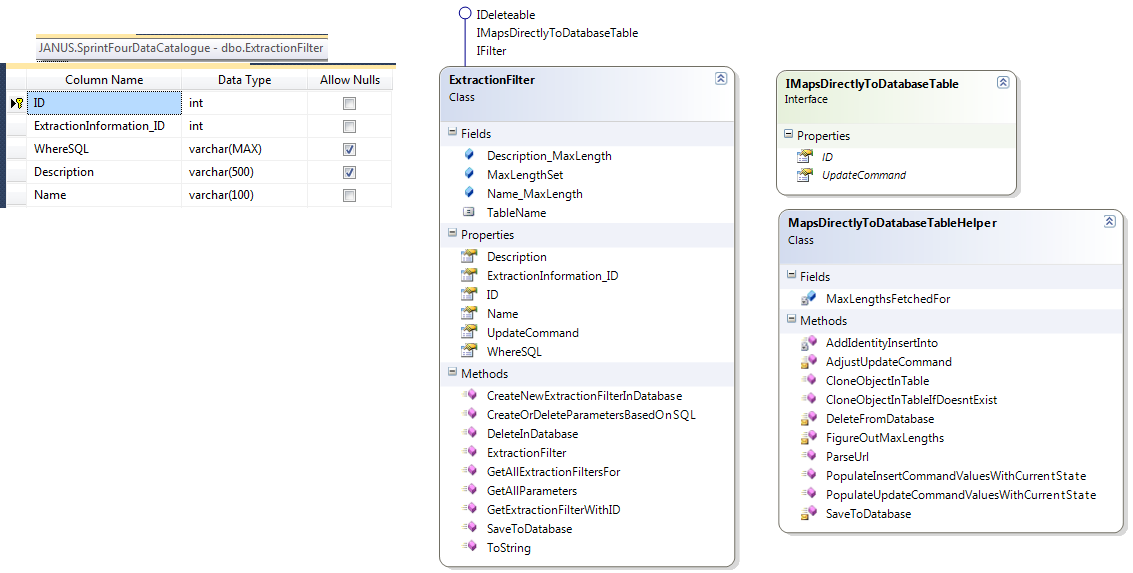 JANUS.SprintFourDataCatalogue - dbo.ExtractionFilter
Column Name Data Type Allow Nulls
ID int
ExtractionInformation_ID int
WhereSQL varchar(MAX)
Description varchar(500)
Name varchar(100)
IDeleteable
IMapsDirectlyToDatabaseTable
IFilter
ExtractionFilter
Class
Fields
Description_MaxLength
MaxLengthSet
Name_MaxLength
TableName
Properties
Description
ExtractionInformation_ID
ID
Name
UpdateCommand
WhereSQL
Methods
CreateNewExtractionFilterInDatabase
CreateOrDeleteParametersBasedOnSQL
DeleteInDatabase
ExtractionFilter
GetAllExtractionFiltersFor
GetAllParameters
GetExtractionFilterWithID
SaveToDatabase
ToString
IMapsDirectlyToDatabaseTable
Interface
Properties
ID
UpdateCommand
MapsDirectlyToDatabaseTableHelper
Class
Fields
MaxLengthsFetchedFor
Methods
AddIdentityInsertInto
AdjustUpdateCommand
CloneObjectInTable
CloneObjectInTableIfDoesntExist
DeleteFromDatabase
FigureOutMaxLengths
ParseUrl
PopulateInsertCommandValuesWithCurrentState
PopulateUpdateCommandValuesWithCurrentState
SaveToDatabase